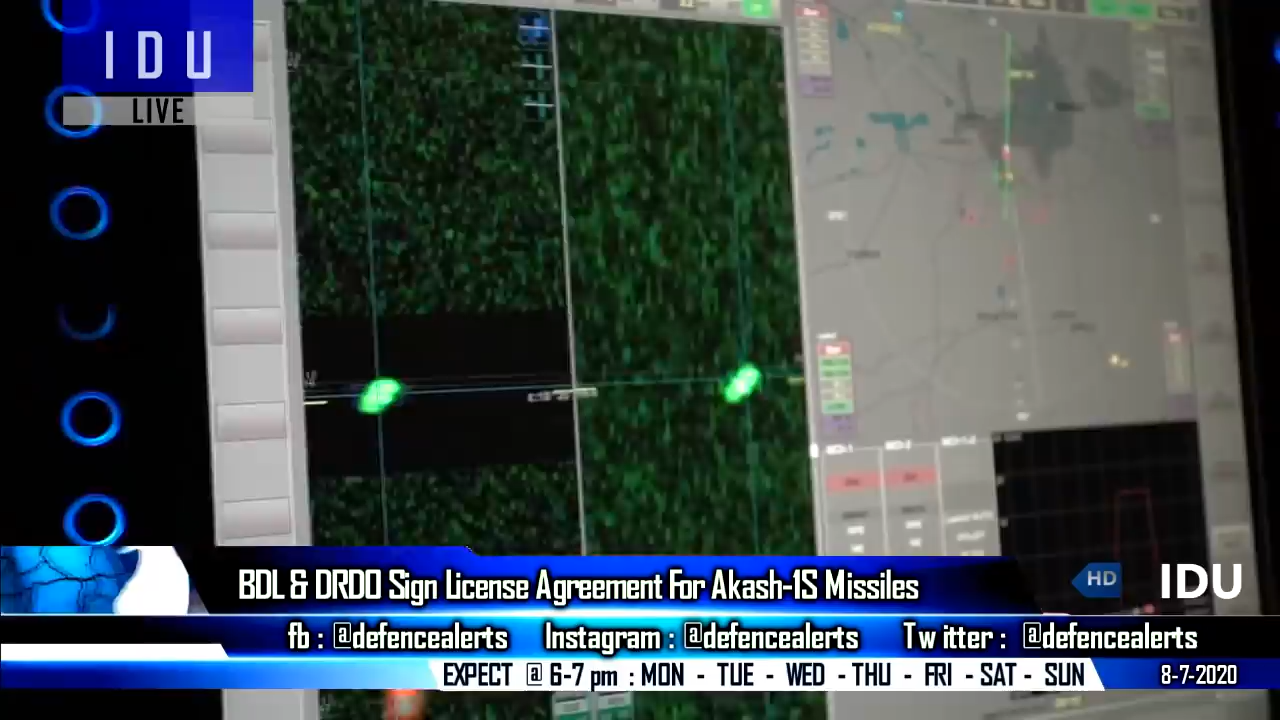 IDU
LIVE
BDL & DRDO Sign License Agreement For Akash-1S Missiles
HD
IDU
fb : @defencealerts Instagram : @defencealerts Twitter : @defencealerts
EXPECT @ 6-7 pm : MON - TUE - WED - THU - FRI - SAT - SUN
8-7-2020